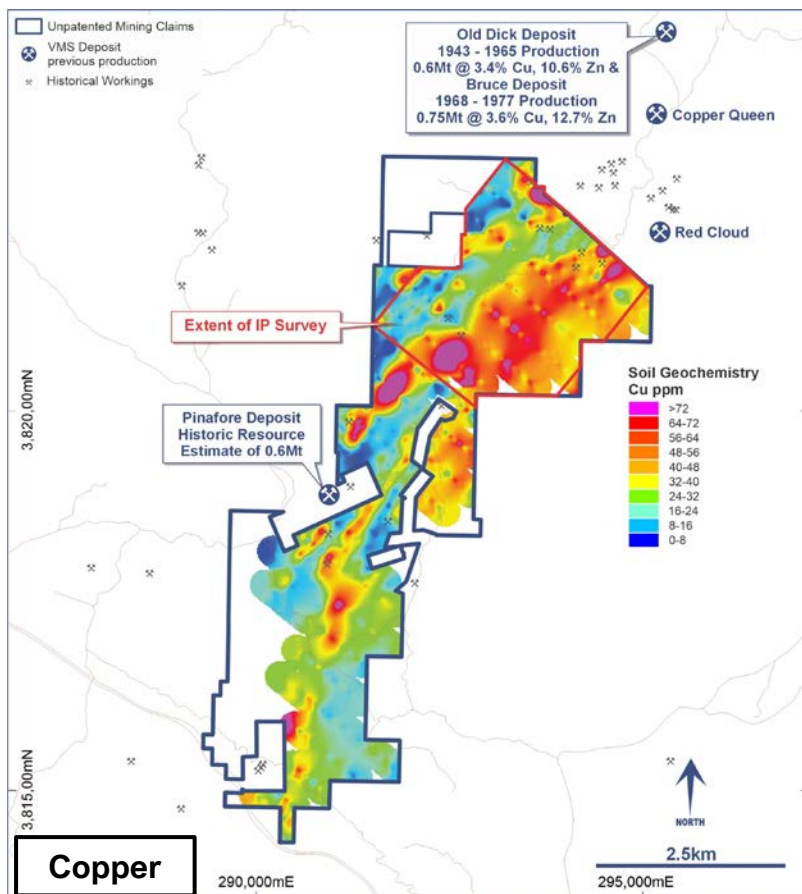 Unpatented Mining Claims
VMS Deposit
previous production
Historical Workings
Old Dick Deposit
1943 - 1965 Production
0.6Mt @ 3.4% Cu, 10.6% Zn &
Bruce Deposit
1968 - 1977 Production
0.75Mt @ 3.6% Cu, 12.7% Zn
Copper Queen
Red Cloud
Extent of IP Survey
Pinafore Deposit
Historic Resource
Estimate of 0.6Mt
Soil Geochemistry
Cu ppm
>72
64-72
56-64
48-56
40-48
32-40
24-32
16-24
8-16
0-8
3,820,00mN
3,815,00mN
NORTH
2.5km
Copper
290,000mE
295,000mE